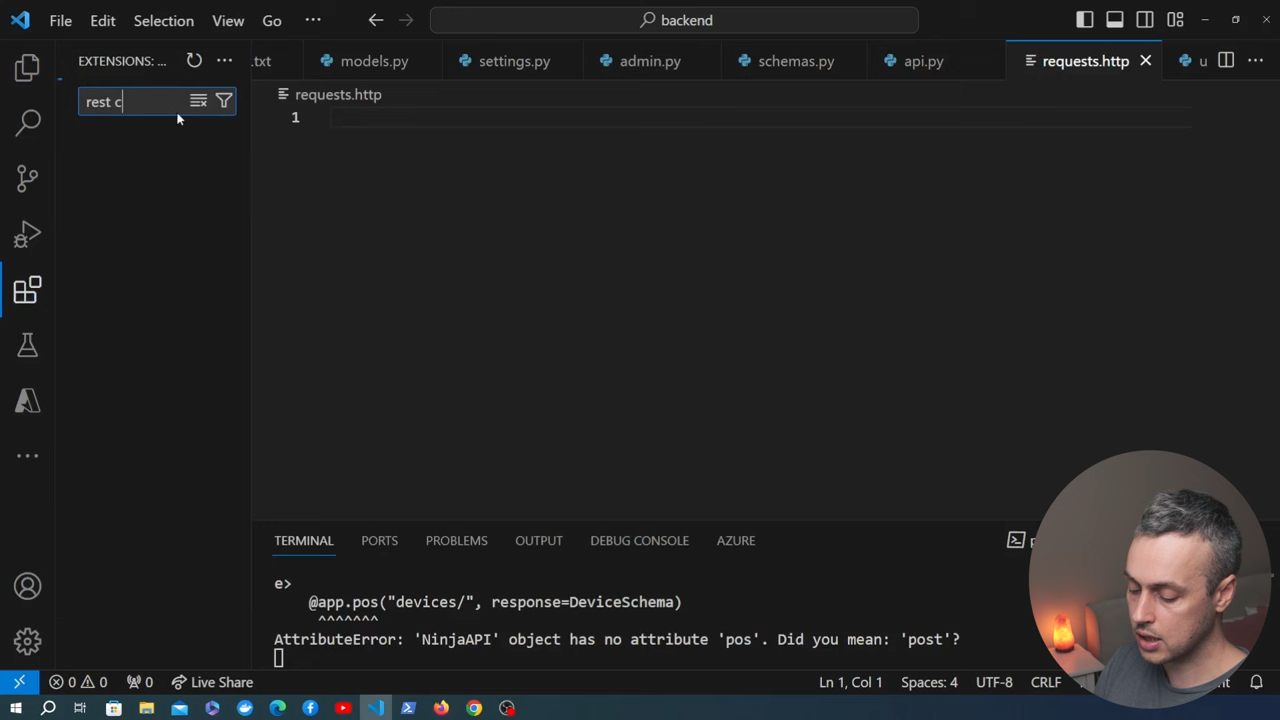 File Edit Selection View Go
backend
EXTENSIONS: ...
.txt models.py settings.py admin.py schemas.py api.py requests.http u
rest c
requests.http
1
TERMINAL PORTS PROBLEMS OUTPUT DEBUG CONSOLE AZURE
e>
@app.pos("devices/", response=DeviceSchema)
^^^^^^^
AttributeError: 'NinjaAPI' object has no attribute 'pos'. Did you mean: 'post'?
0 0 0 Live Share Ln 1, Col 1 Spaces: 4 UTF-8 CRLF